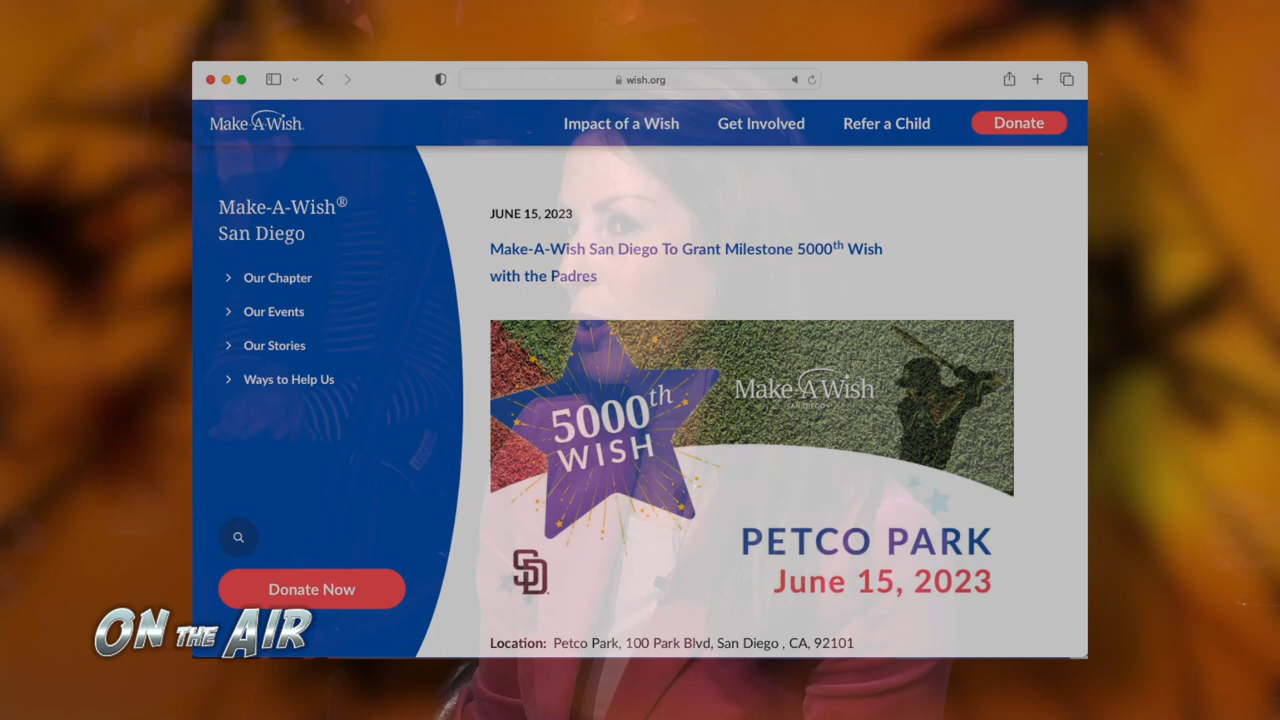 wish.org
Make-A-Wish.
Impact of a Wish
Get Involved
Refer a Child
Donate
Make-A-Wish®
San Diego
Our Chapter
Our Events
Our Stories
Ways to Help Us
Donate Now
JUNE 15, 2023
Make-A-Wish San Diego To Grant Milestone 5000th Wish
with the Padres
5000th
WISH
Make-A-Wish
SAN DIEGO
SD
PETCO PARK
June 15, 2023
Location: Petco Park, 100 Park Blvd, San Diego , CA, 92101
ON THE AIR